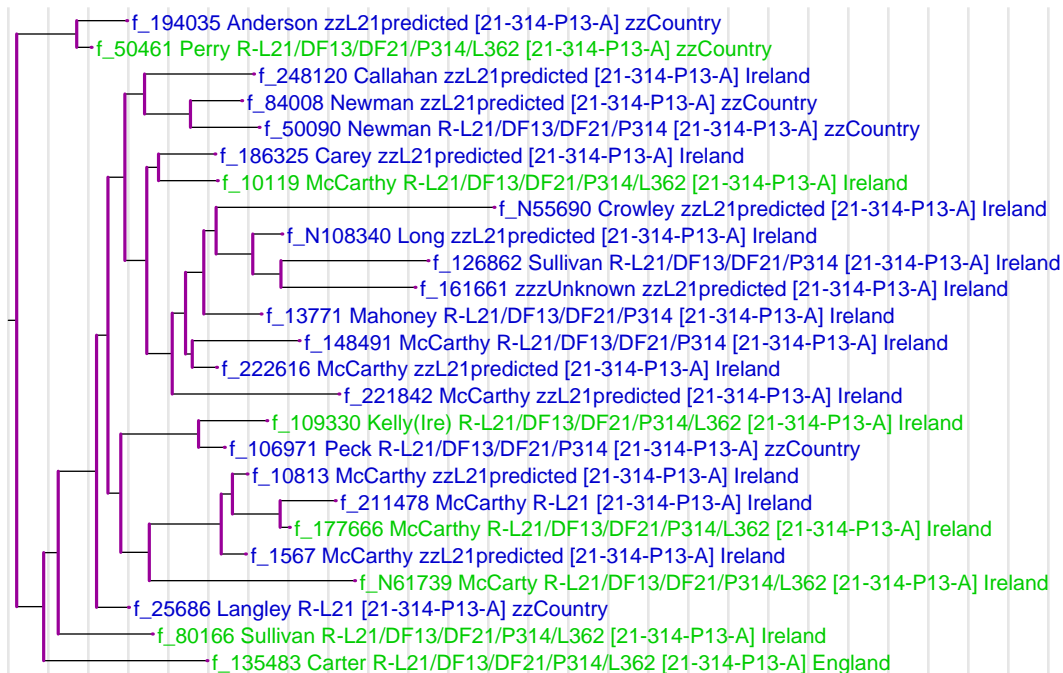 f_194035 Anderson zzL21predicted [21-314-P13-A] zzCountry
f_50461 Perry R-L21/DF13/DF21/P314/L362 [21-314-P13-A] zzCountry
f_248120 Callahan zzL21predicted [21-314-P13-A] Ireland
f_84008 Newman zzL21predicted [21-314-P13-A] zzCountry
f_50090 Newman R-L21/DF13/DF21/P314 [21-314-P13-A] zzCountry
f_186325 Carey zzL21predicted [21-314-P13-A] Ireland
f_10119 McCarthy R-L21/DF13/DF21/P314/L362 [21-314-P13-A] Ireland
f_N55690 Crowley zzL21predicted [21-314-P13-A] Ireland
f_N108340 Long zzL21predicted [21-314-P13-A] Ireland
f_126862 Sullivan R-L21/DF13/DF21/P314 [21-314-P13-A] Ireland
f_161661 zzzUnknown zzL21predicted [21-314-P13-A] Ireland
f_13771 Mahoney R-L21/DF13/DF21/P314 [21-314-P13-A] Ireland
f_148491 McCarthy R-L21/DF13/DF21/P314 [21-314-P13-A] Ireland
f_222616 McCarthy zzL21predicted [21-314-P13-A] Ireland
f_221842 McCarthy zzL21predicted [21-314-P13-A] Ireland
f_109330 Kelly(Ire) R-L21/DF13/DF21/P314/L362 [21-314-P13-A] Ireland
f_106971 Peck R-L21/DF13/DF21/P314 [21-314-P13-A] zzCountry
f_10813 McCarthy zzL21predicted [21-314-P13-A] Ireland
f_211478 McCarthy R-L21 [21-314-P13-A] Ireland
f_177666 McCarthy R-L21/DF13/DF21/P314/L362 [21-314-P13-A] Ireland
f_1567 McCarthy zzL21predicted [21-314-P13-A] Ireland
f_N61739 McCarty R-L21/DF13/DF21/P314/L362 [21-314-P13-A] Ireland
f_25686 Langley R-L21 [21-314-P13-A] zzCountry
f_80166 Sullivan R-L21/DF13/DF21/P314/L362 [21-314-P13-A] Ireland
f_135483 Carter R-L21/DF13/DF21/P314/L362 [21-314-P13-A] England